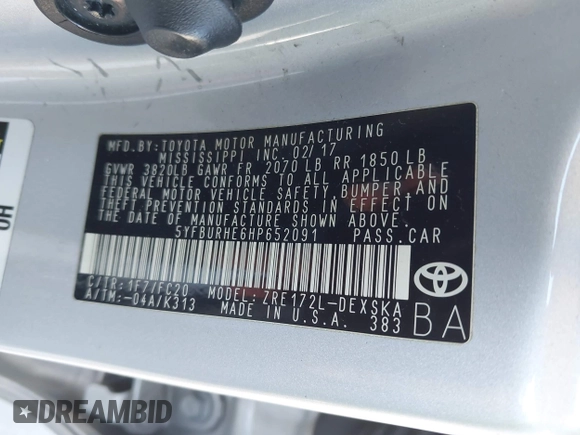 MFD.BY:TOYOTA MOTOR MANUFACTURING
MISSISSIPPI INC. 02/17
GVWR 3820LB GAWR FR 2070 LB RR 1850 LB
THIS VEHICLE CONFORMS TO ALL APPLICABLE
FEDERAL MOTOR VEHICLE SAFETY, BUMPER, AND
THEFT PREVENTION STANDARDS IN EFFECT ON
THE DATE OF MANUFACTURE SHOWN ABOVE.
5YFBURHE6HP652091 PASS.CAR
C/TR:1F7/FC20 MODEL: ZRE172L-DEXSKA
A/TM:-04A/K313 MADE IN U.S.A. 383
BA
HO
DREAMBID